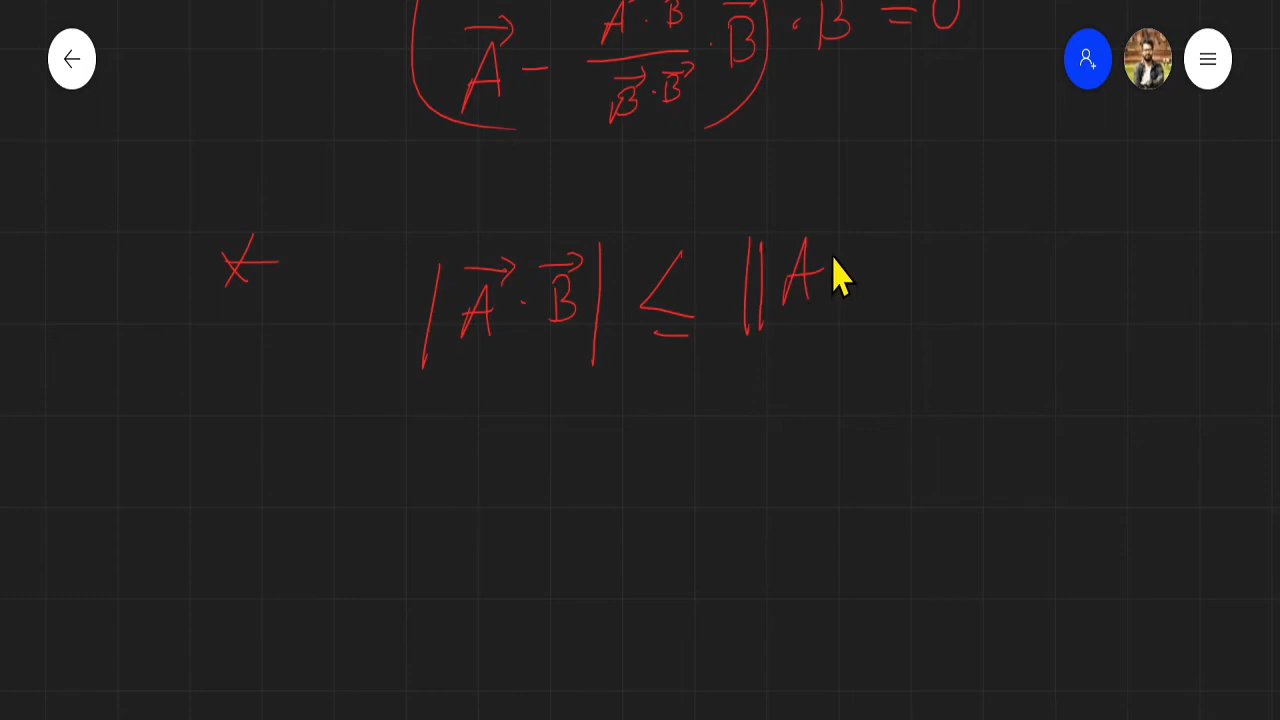 (A⃗ − (A⃗ · B⃗)/(B⃗ · B⃗) · B⃗) · B = 0
* |A⃗ · B⃗| ≤ ||A